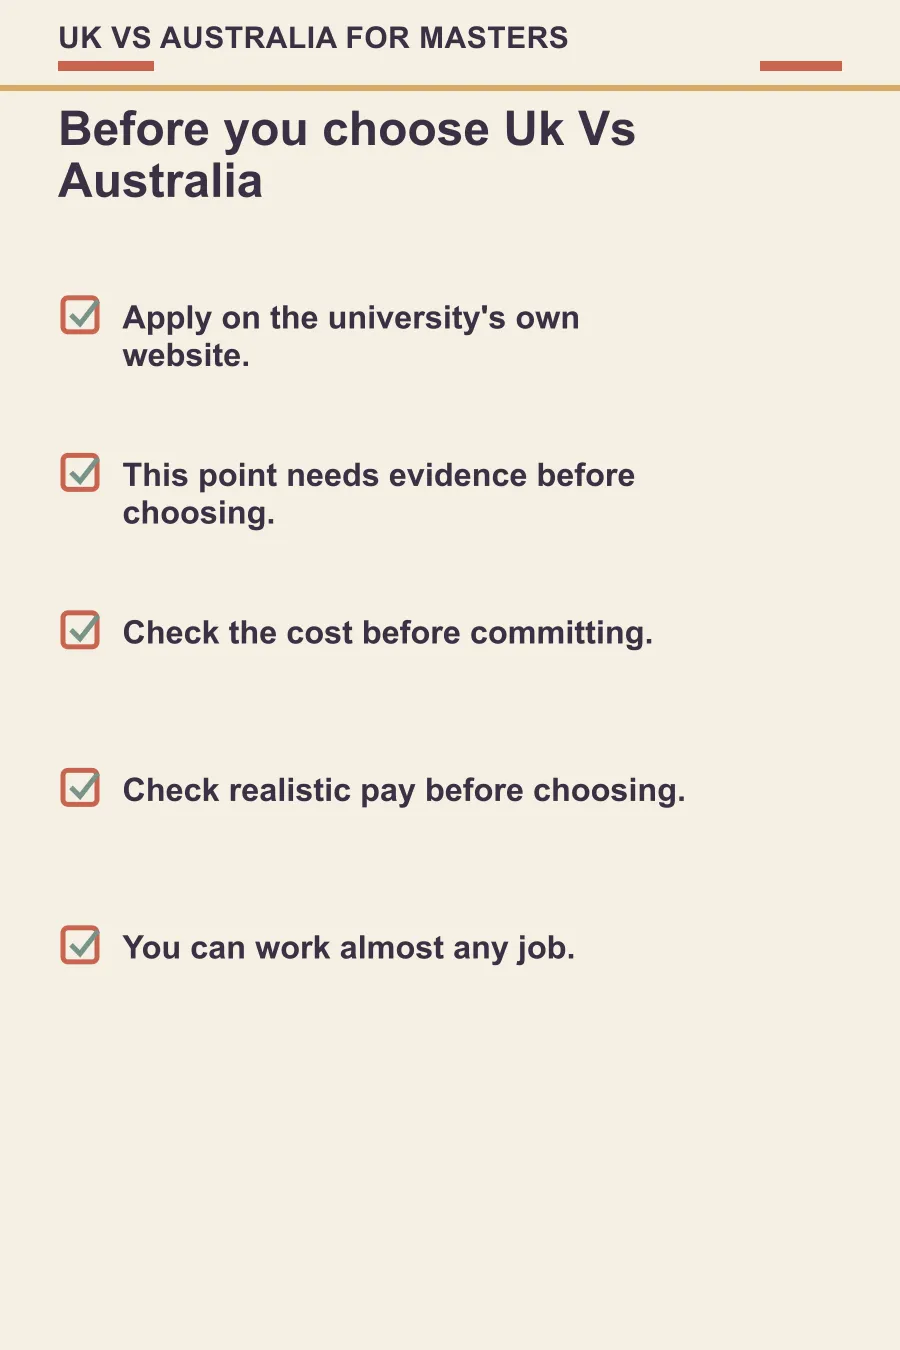 UK VS AUSTRALIA FOR MASTERS
Before you choose Uk Vs
Australia
Apply on the university's own
website.
This point needs evidence before
choosing.
Check the cost before committing.
Check realistic pay before choosing.
You can work almost any job.